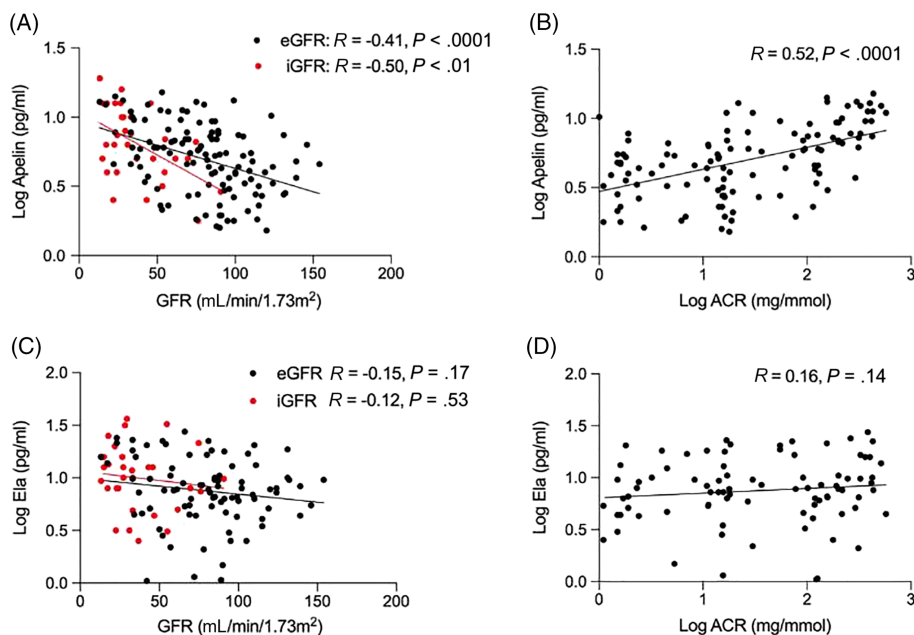 (A)
eGFR: R = -0.41, P < .0001
iGFR: R = -0.50, P < .01
Log Apelin (pg/ml)
1.5
1.0
0.5
0.0
0 50 100 150 200
GFR (mL/min/1.73m²)
(B)
R = 0.52, P < .0001
Log Apelin (pg/ml)
1.5
1.0
0.5
0.0
0 1 2 3
Log ACR (mg/mmol)
(C)
eGFR R = -0.15, P = .17
iGFR R = -0.12, P = .53
Log Ela (pg/ml)
2.0
1.5
1.0
0.5
0.0
0 50 100 150 200
GFR (mL/min/1.73m²)
(D)
R = 0.16, P = .14
Log Ela (pg/ml)
2.0
1.5
1.0
0.5
0.0
0 1 2 3
Log ACR (mg/mmol)